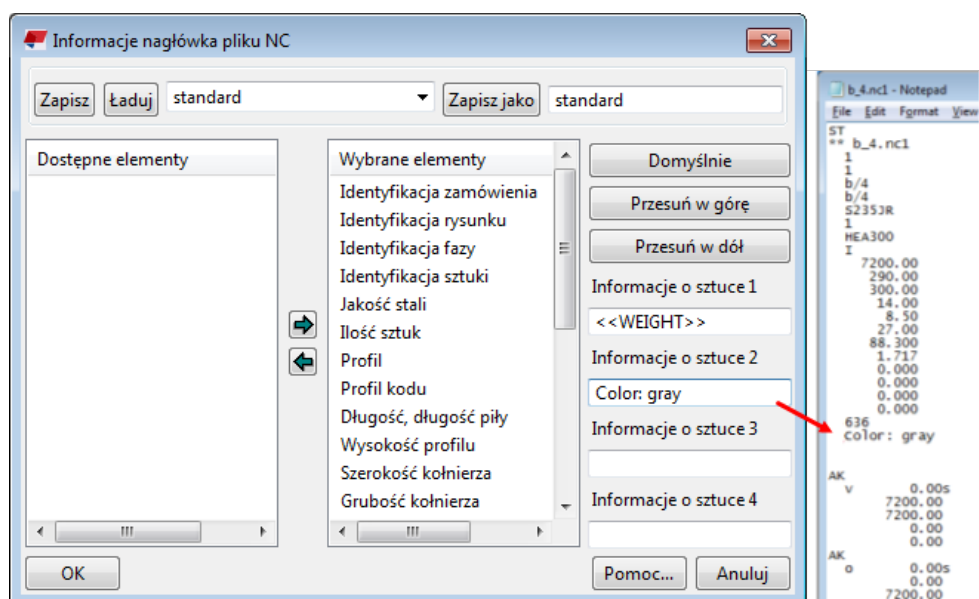 Informacje nagłówka pliku NC
Zapisz Ładuj standard Zapisz jako standard
Dostępne elementy
Wybrane elementy
Identyfikacja zamówienia
Identyfikacja rysunku
Identyfikacja fazy
Identyfikacja sztuki
Jakość stali
Ilość sztuk
Profil
Profil kodu
Długość, długość piły
Wysokość profilu
Szerokość kołnierza
Grubość kołnierza
Domyślnie
Przesuń w górę
Przesuń w dół
Informacje o sztuce 1
<<WEIGHT>>
Informacje o sztuce 2
Color: gray
Informacje o sztuce 3
Informacje o sztuce 4
OK
Pomoc... Anuluj
b_4.nc1 - Notepad
File Edit Format View
ST
** b_4.nc1
1
1
b/4
b/4
S235JR
1
HEA300
I
7200.00
290.00
300.00
14.00
8.50
27.00
88.300
1.717
0.000
0.000
0.000
0.000
636
Color: gray
AK
v 0.00s
7200.00
7200.00
0.00
0.00
AK
o 0.00s
0.00
7200.00